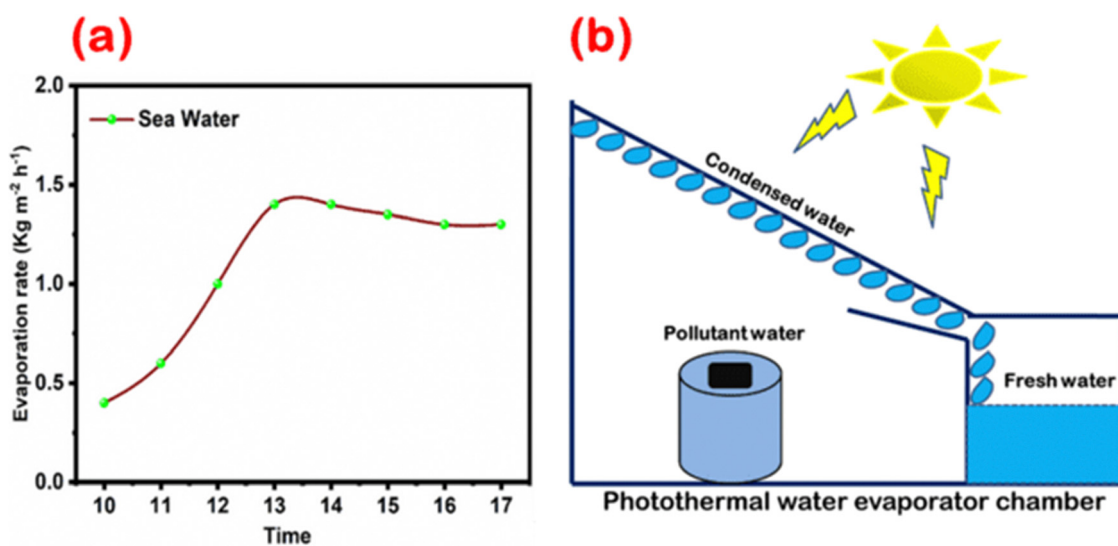 (a)
2.0
1.5
1.0
0.5
0.0
Evaporation rate (Kg m⁻² h⁻¹)
Sea Water
10 11 12 13 14 15 16 17
Time
(b)
Condensed water
Pollutant water
Fresh water
Photothermal water evaporator chamber